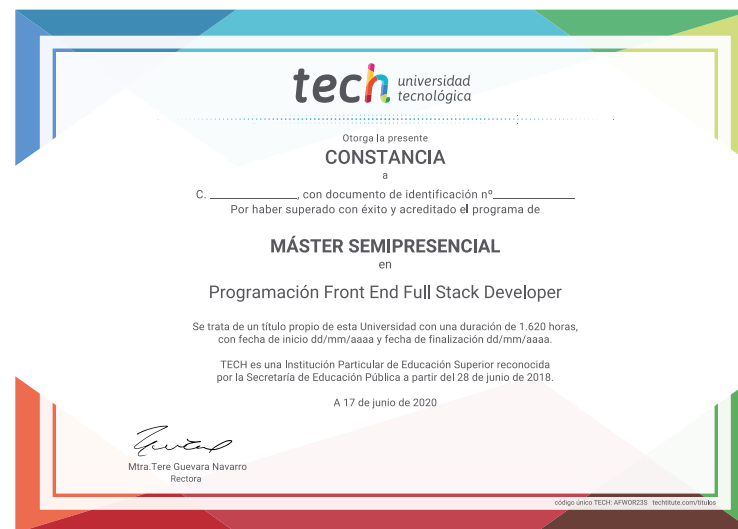 tech universidad
tecnológica
Otorga la presente
CONSTANCIA
a
C. ______________, con documento de identificación nº_____________
Por haber superado con éxito y acreditado el programa de
MÁSTER SEMIPRESENCIAL
en
Programación Front End Full Stack Developer
Se trata de un título propio de esta Universidad con una duración de 1.620 horas,
con fecha de inicio dd/mm/aaaa y fecha de finalización dd/mm/aaaa.
TECH es una Institución Particular de Educación Superior reconocida
por la Secretaría de Educación Pública a partir del 28 de junio de 2018.
A 17 de junio de 2020
Mtra.Tere Guevara Navarro
Rectora
código único TECH: AFWOR23S techtitute.com/titulos